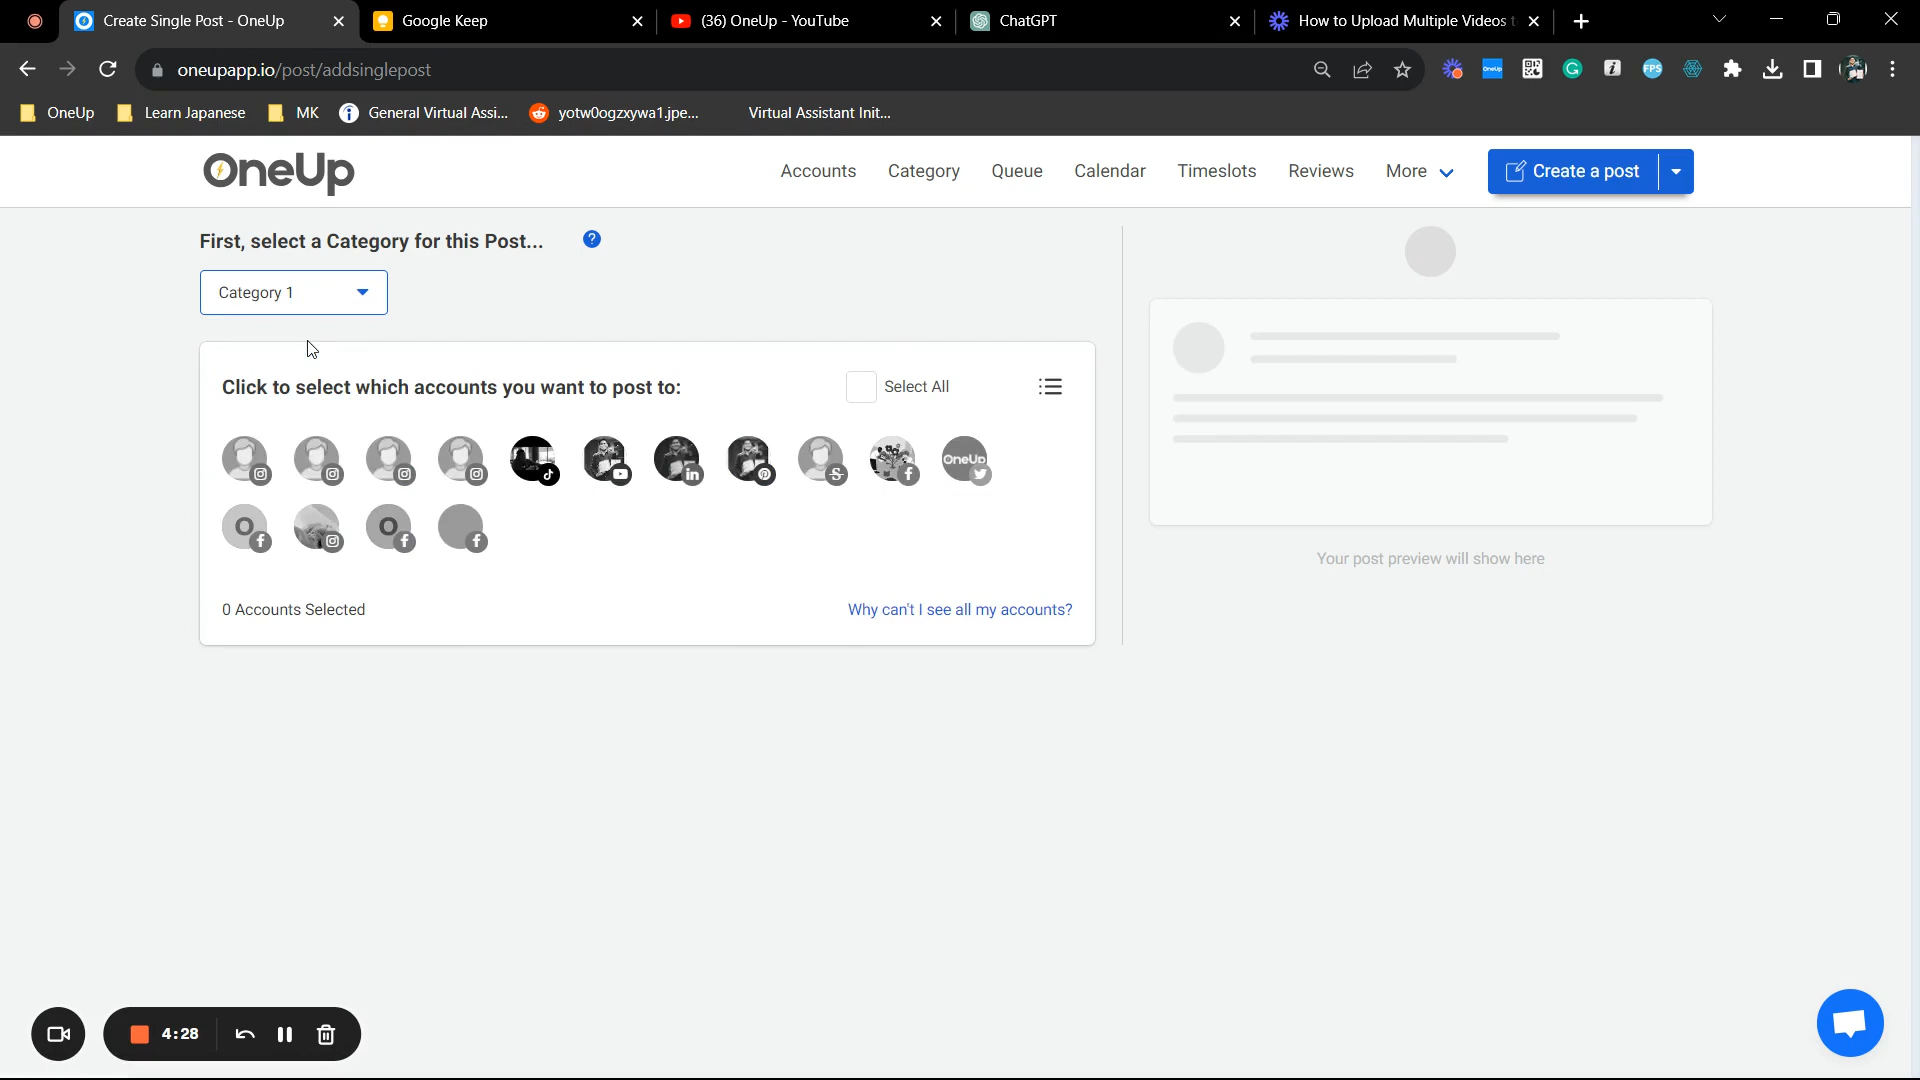 Create Single Post - OneUp
Google Keep
(36) OneUp - YouTube
ChatGPT
How to Upload Multiple Videos t
oneupapp.io/post/addsinglepost
OneUp
Learn Japanese
MK
General Virtual Assi...
yotw0ogzxywa1.jpe...
Virtual Assistant Init...
OneUp
Accounts
Category
Queue
Calendar
Timeslots
Reviews
More
Create a post
First, select a Category for this Post...
?
Category 1
Click to select which accounts you want to post to:
Select All
OneUp
O
O
0 Accounts Selected
Why can't I see all my accounts?
Your post preview will show here
4:28